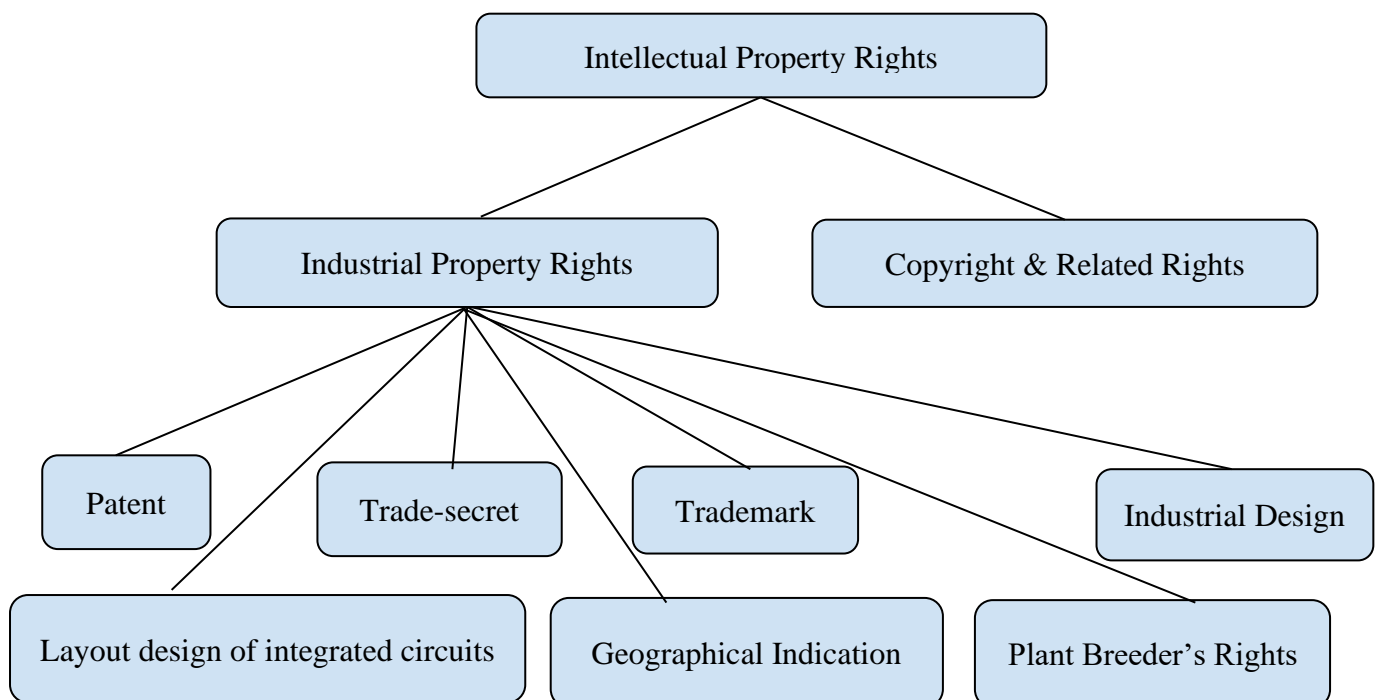 Intellectual Property Rights
Industrial Property Rights
Copyright & Related Rights
Patent
Trade-secret
Trademark
Industrial Design
Layout design of integrated circuits
Geographical Indication
Plant Breeder’s Rights